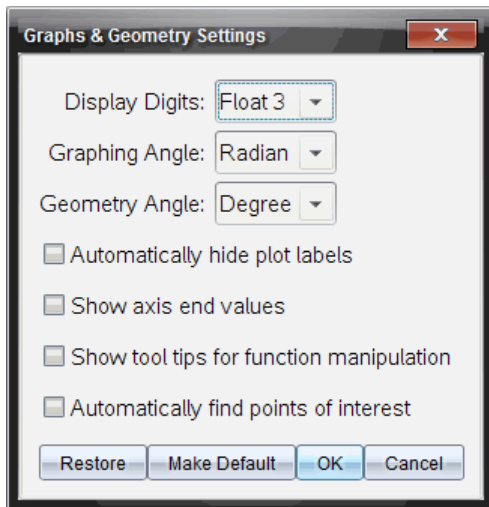 Graphs & Geometry Settings
Display Digits: Float 3
Graphing Angle: Radian
Geometry Angle: Degree
Automatically hide plot labels
Show axis end values
Show tool tips for function manipulation
Automatically find points of interest
Restore Make Default OK Cancel